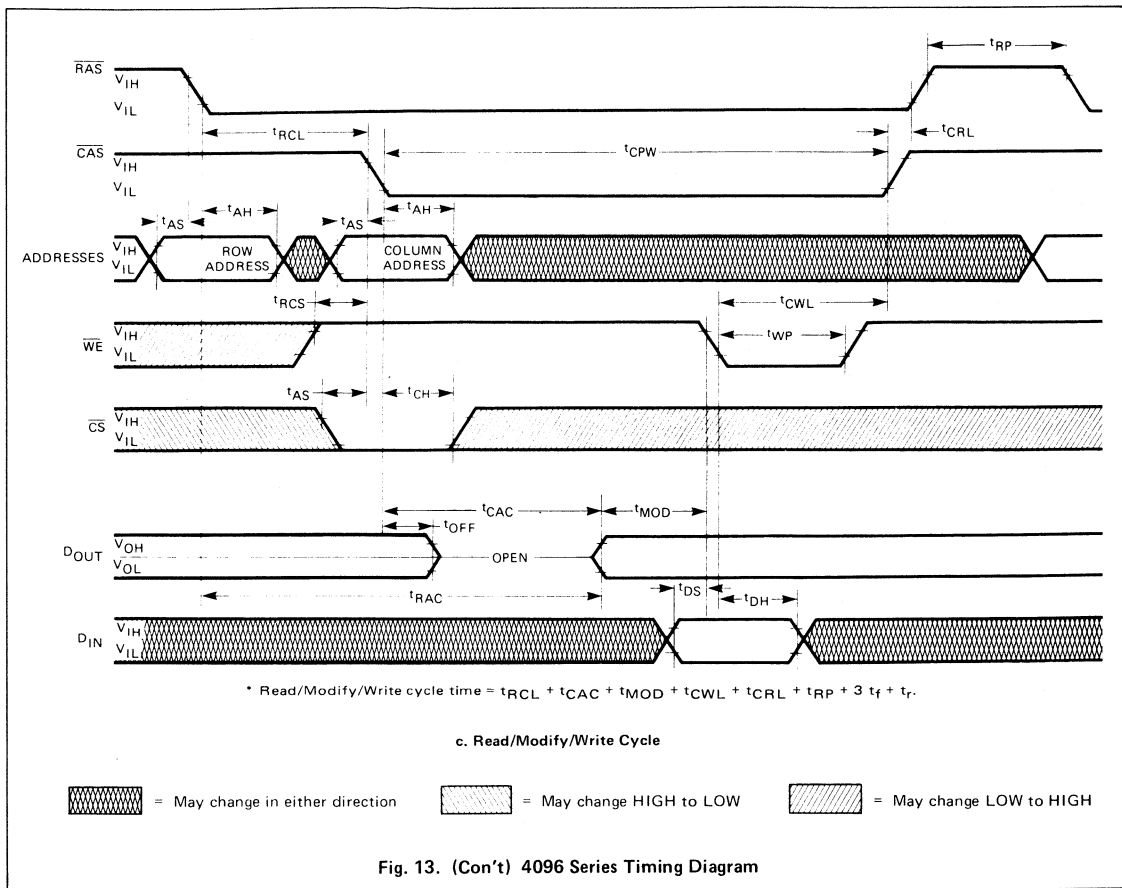 RAS
VIH
VIL
tRP
tRCL
tCRL
CAS
VIH
VIL
tCPW
tAS
tAH
tAS
tAH
ADDRESSES
VIH
VIL
ROW
ADDRESS
COLUMN
ADDRESS
tRCS
tCWL
WE
VIH
VIL
tWP
tAS
tCH
CS
VIH
VIL
tCAC
tMOD
tOFF
DOUT
VOH
VOL
OPEN
tRAC
tDS
tDH
DIN
VIH
VIL
* Read/Modify/Write cycle time = tRCL + tCAC + tMOD + tCWL + tCRL + tRP + 3 tf + tr.
c. Read/Modify/Write Cycle
= May change in either direction
= May change HIGH to LOW
= May change LOW to HIGH
Fig. 13. (Con't) 4096 Series Timing Diagram